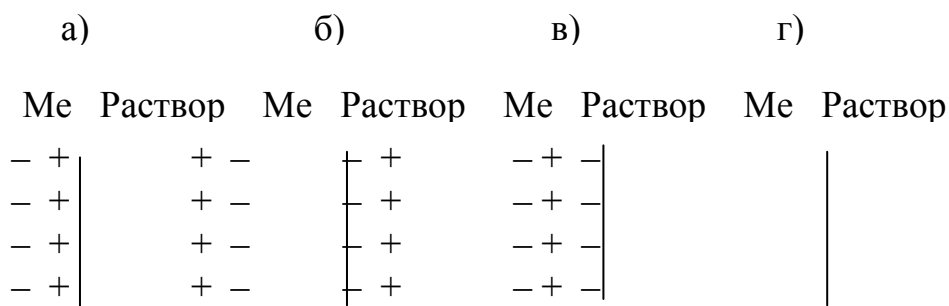 а) б) в) г)
Ме Раствор Ме Раствор Ме Раствор Ме Раствор
– + + – – + – + –
– + + – – + – + –
– + + – – + – + –
– + + – – + – + –